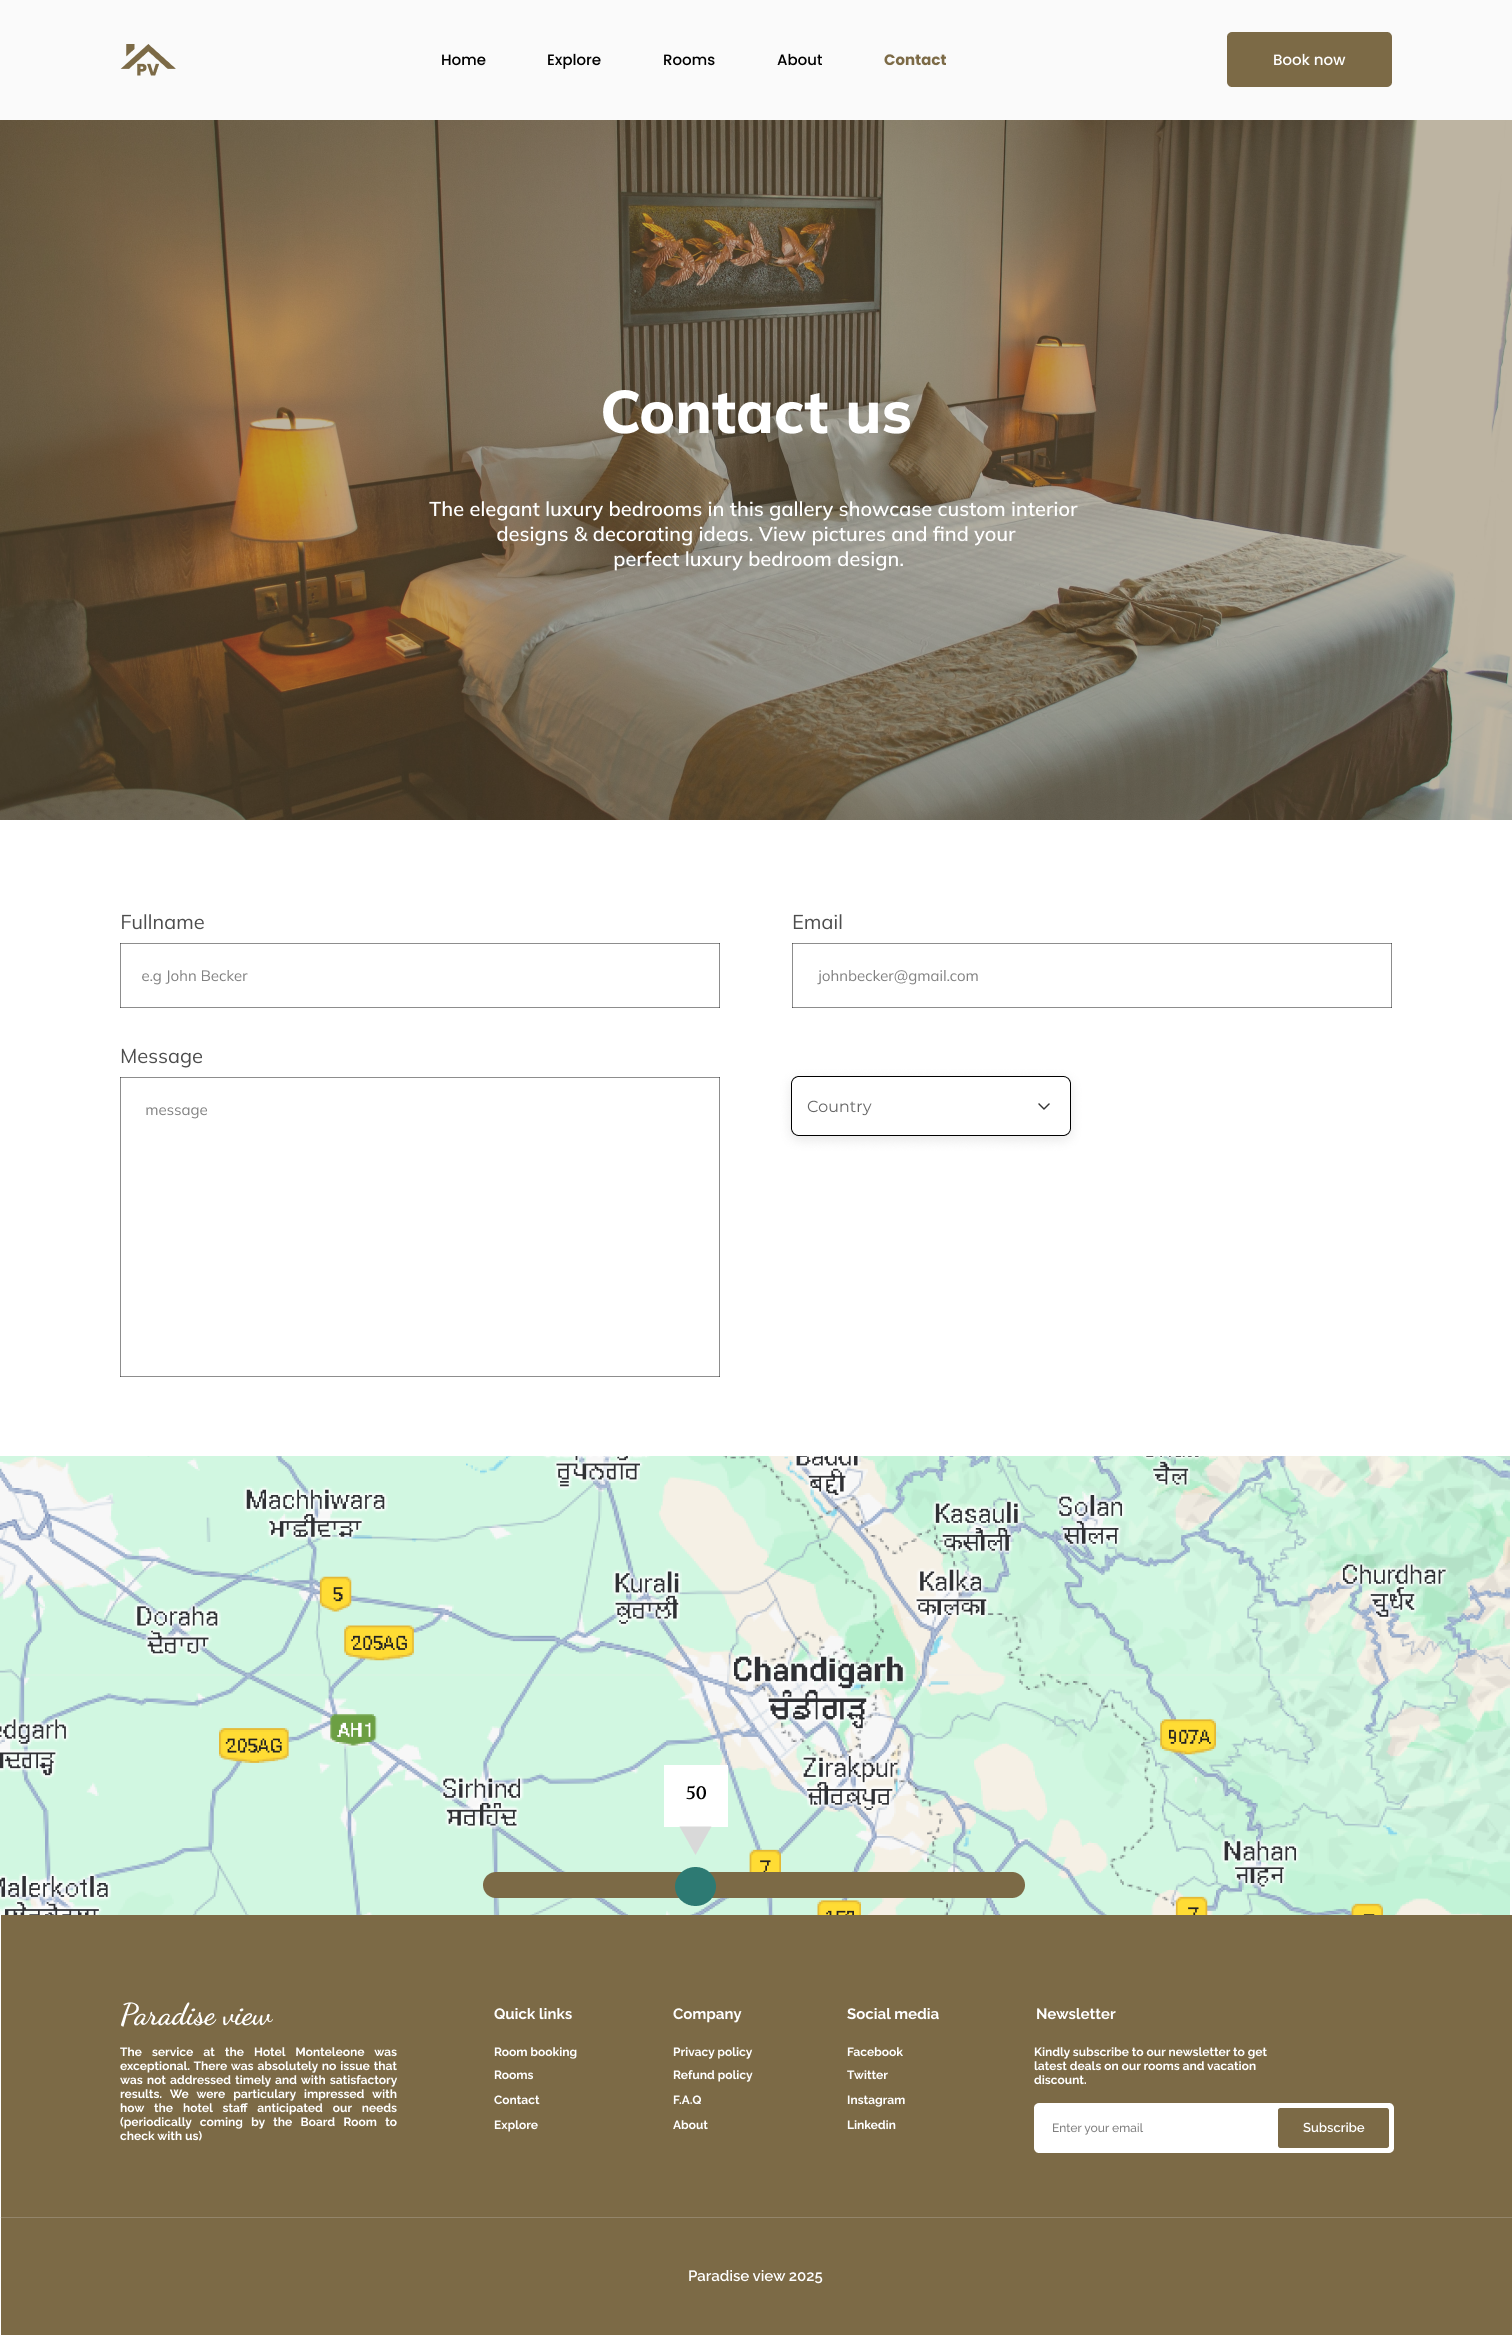 PV
Home
Explore
Rooms
About
Contact
Book now
Contact us
The elegant luxury bedrooms in this gallery showcase custom interior
designs & decorating ideas. View pictures and find your
perfect luxury bedroom design.
Fullname
Email
e.g John Becker
johnbecker@gmail.com
Message
message
Country
ਰੂਪਨਗਰ
Baddi
बद्दी
चैल
Machhiwara
ਮਾਛੀਵਾੜਾ
Kasauli
कसौली
Solan
सोलन
Kurali
ਕੁਰਾਲੀ
Kalka
कालका
Churdhar
चुर्धर
5
Doraha
ਦੋਰਾਹਾ
205AG
Chandigarh
ਚੰਡੀਗੜ੍ਹ
edgarh
205AG
AH1
907A
Sirhind
ਸਰਹਿੰਦ
Zirakpur
ਜ਼ੀਰਕਪੁਰ
50
7
Nahan
नाहन
Malerkotla
7
Paradise view
The service at the Hotel Monteleone was
exceptional. There was absolutely no issue that
was not addressed timely and with satisfactory
results. We were particulary impressed with
how the hotel staff anticipated our needs
(periodically coming by the Board Room to
check with us)
Quick links
Room booking
Rooms
Contact
Explore
Company
Privacy policy
Refund policy
F.A.Q
About
Social media
Facebook
Twitter
Instagram
Linkedin
Newsletter
Kindly subscribe to our newsletter to get
latest deals on our rooms and vacation
discount.
Enter your email
Subscribe
Paradise view 2025